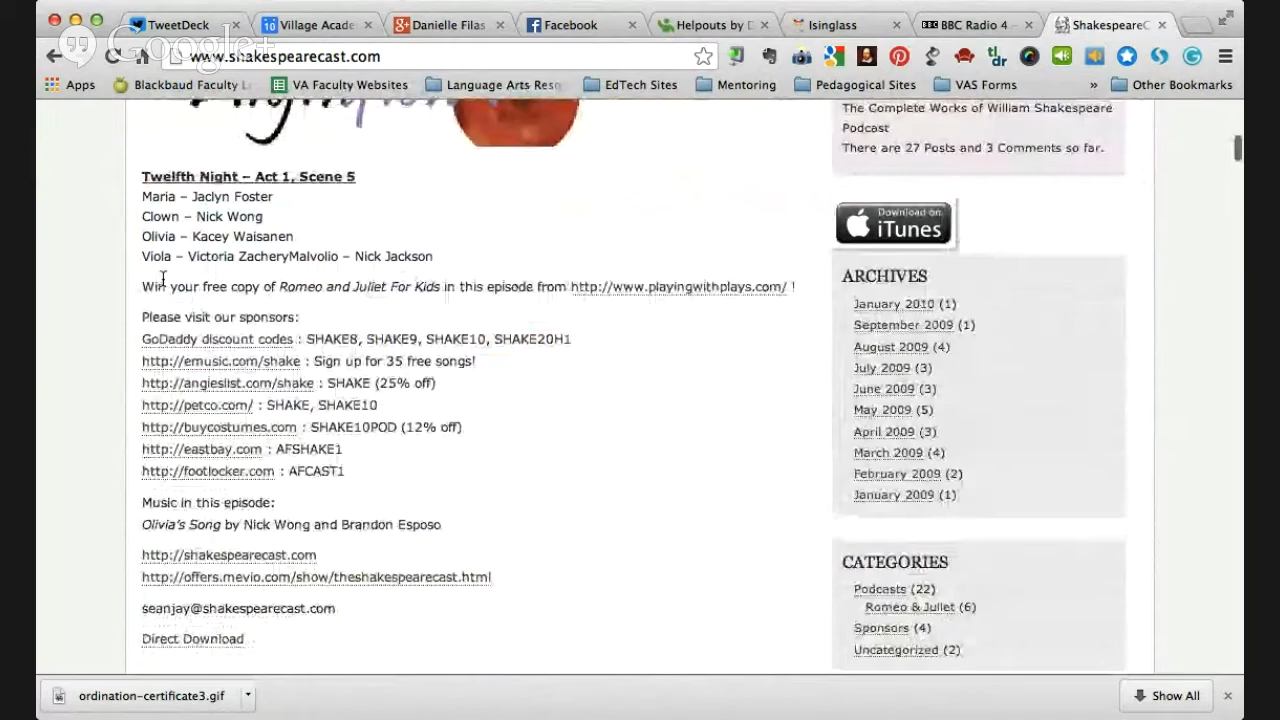 TweetDeck
Village Acade
Danielle Filas
Facebook
Helpouts by D
Isinglass
BBC Radio 4 –
ShakespeareC
Google+
www.shakespearecast.com
Apps
Blackbaud Faculty L
VA Faculty Websites
Language Arts Reso
EdTech Sites
Mentoring
Pedagogical Sites
VAS Forms
»
Other Bookmarks
Twelfth Night – Act 1, Scene 5
Maria – Jaclyn Foster
Clown – Nick Wong
Olivia – Kacey Waisanen
Viola – Victoria ZacheryMalvolio – Nick Jackson
Win your free copy of Romeo and Juliet For Kids in this episode from http://www.playingwithplays.com/ !
Please visit our sponsors:
GoDaddy discount codes : SHAKE8, SHAKE9, SHAKE10, SHAKE20H1
http://emusic.com/shake : Sign up for 35 free songs!
http://angieslist.com/shake : SHAKE (25% off)
http://petco.com/ : SHAKE, SHAKE10
http://buycostumes.com : SHAKE10POD (12% off)
http://eastbay.com : AFSHAKE1
http://footlocker.com : AFCAST1
Music in this episode:
Olivia's Song by Nick Wong and Brandon Esposo
http://shakespearecast.com
http://offers.mevio.com/show/theshakespearecast.html
seanjay@shakespearecast.com
Direct Download
The Complete Works of William Shakespeare
Podcast
There are 27 Posts and 3 Comments so far.
Download on
iTunes
ARCHIVES
January 2010 (1)
September 2009 (1)
August 2009 (4)
July 2009 (3)
June 2009 (3)
May 2009 (5)
April 2009 (3)
March 2009 (4)
February 2009 (2)
January 2009 (1)
CATEGORIES
Podcasts (22)
Romeo & Juliet (6)
Sponsors (4)
Uncategorized (2)
ordination-certificate3.gif
Show All